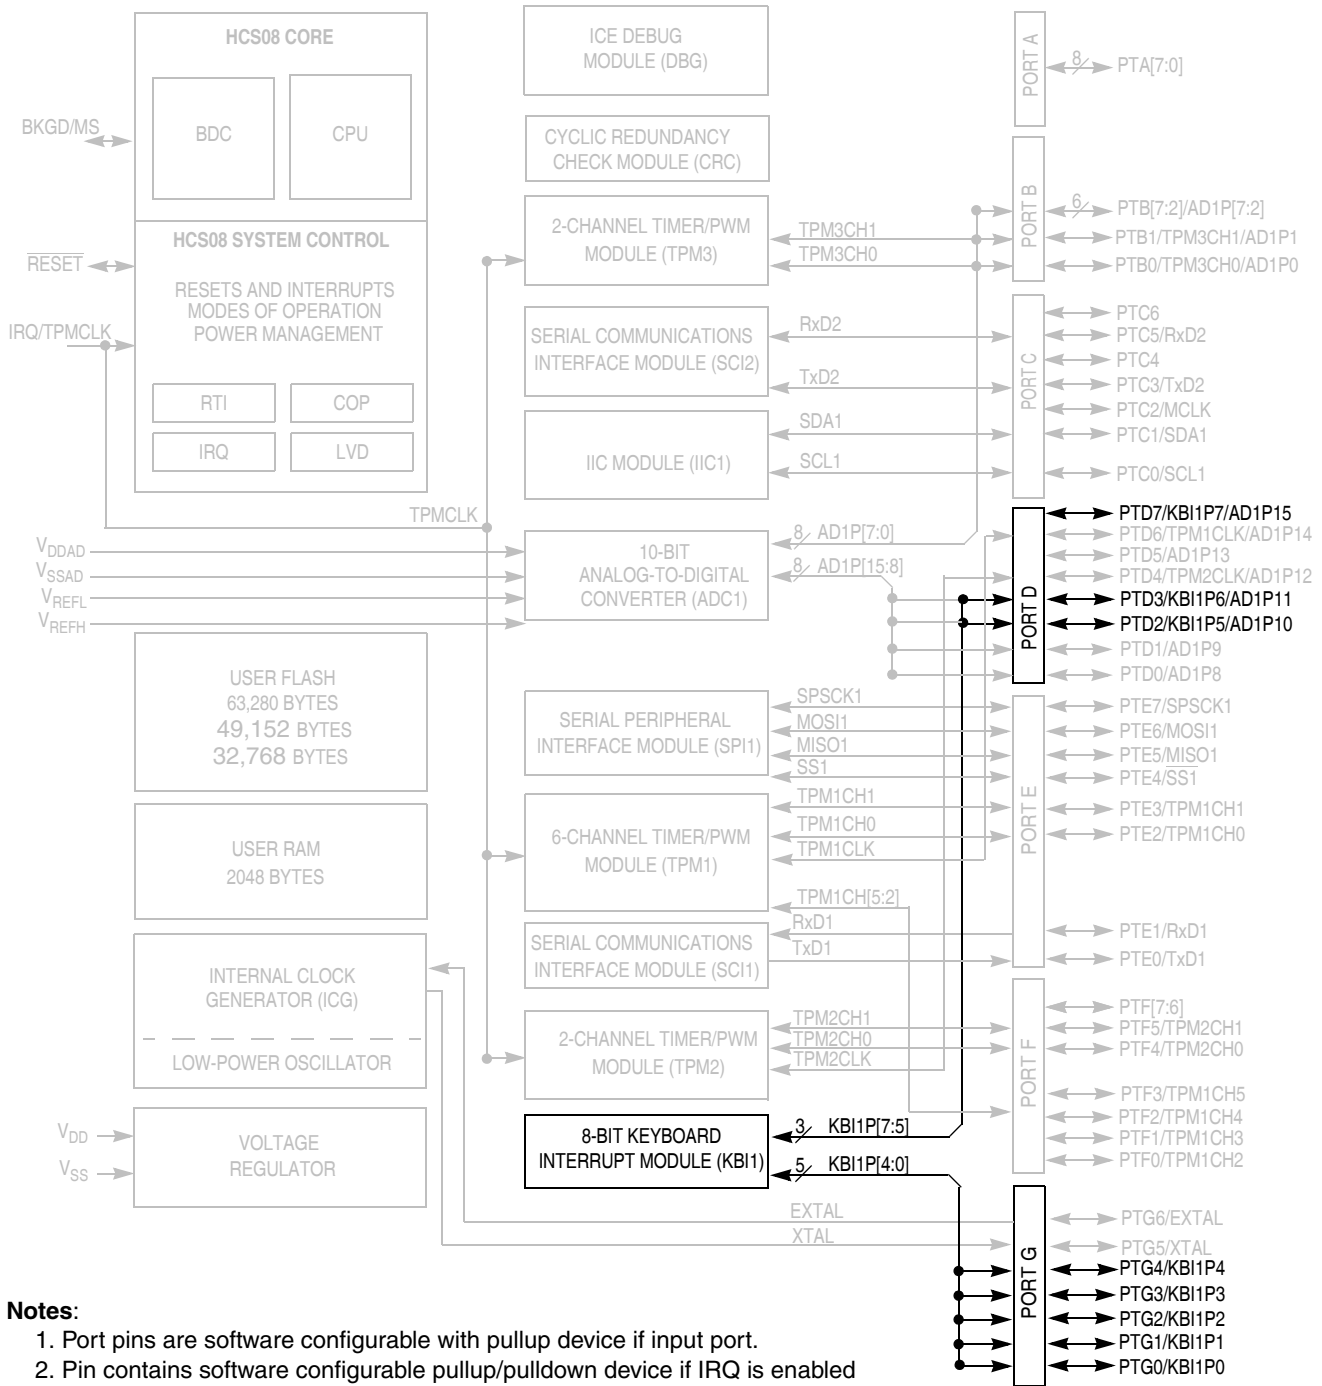 HCS08 CORE
BDC
CPU
BKGD/MS
HCS08 SYSTEM CONTROL
RESET
RESETS AND INTERRUPTS
MODES OF OPERATION
POWER MANAGEMENT
IRQ/TPMCLK
RTI
COP
IRQ
LVD
TPMCLK
VDDAD
VSSAD
VREFL
VREFH
USER FLASH
63,280 BYTES
49,152 BYTES
32,768 BYTES
USER RAM
2048 BYTES
INTERNAL CLOCK
GENERATOR (ICG)
LOW-POWER OSCILLATOR
VDD
VSS
VOLTAGE
REGULATOR
ICE DEBUG
MODULE (DBG)
CYCLIC REDUNDANCY
CHECK MODULE (CRC)
2-CHANNEL TIMER/PWM
MODULE (TPM3)
TPM3CH1
TPM3CH0
SERIAL COMMUNICATIONS
INTERFACE MODULE (SCI2)
RxD2
TxD2
IIC MODULE (IIC1)
SDA1
SCL1
10-BIT
ANALOG-TO-DIGITAL
CONVERTER (ADC1)
8 AD1P[7:0]
8 AD1P[15:8]
SERIAL PERIPHERAL
INTERFACE MODULE (SPI1)
SPSCK1
MOSI1
MISO1
SS1
6-CHANNEL TIMER/PWM
MODULE (TPM1)
TPM1CH1
TPM1CH0
TPM1CLK
TPM1CH[5:2]
SERIAL COMMUNICATIONS
INTERFACE MODULE (SCI1)
RxD1
TxD1
2-CHANNEL TIMER/PWM
MODULE (TPM2)
TPM2CH1
TPM2CH0
TPM2CLK
8-BIT KEYBOARD
INTERRUPT MODULE (KBI1)
3 KBI1P[7:5]
5 KBI1P[4:0]
EXTAL
XTAL
PORT A
8 PTA[7:0]
PORT B
6 PTB[7:2]/AD1P[7:2]
PTB1/TPM3CH1/AD1P1
PTB0/TPM3CH0/AD1P0
PORT C
PTC6
PTC5/RxD2
PTC4
PTC3/TxD2
PTC2/MCLK
PTC1/SDA1
PTC0/SCL1
PORT D
PTD7/KBI1P7/AD1P15
PTD6/TPM1CLK/AD1P14
PTD5/AD1P13
PTD4/TPM2CLK/AD1P12
PTD3/KBI1P6/AD1P11
PTD2/KBI1P5/AD1P10
PTD1/AD1P9
PTD0/AD1P8
PORT E
PTE7/SPSCK1
PTE6/MOSI1
PTE5/MISO1
PTE4/SS1
PTE3/TPM1CH1
PTE2/TPM1CH0
PTE1/RxD1
PTE0/TxD1
PORT F
PTF[7:6]
PTF5/TPM2CH1
PTF4/TPM2CH0
PTF3/TPM1CH5
PTF2/TPM1CH4
PTF1/TPM1CH3
PTF0/TPM1CH2
PORT G
PTG6/EXTAL
PTG5/XTAL
PTG4/KBI1P4
PTG3/KBI1P3
PTG2/KBI1P2
PTG1/KBI1P1
PTG0/KBI1P0
Notes:
1. Port pins are software configurable with pullup device if input port.
2. Pin contains software configurable pullup/pulldown device if IRQ is enabled